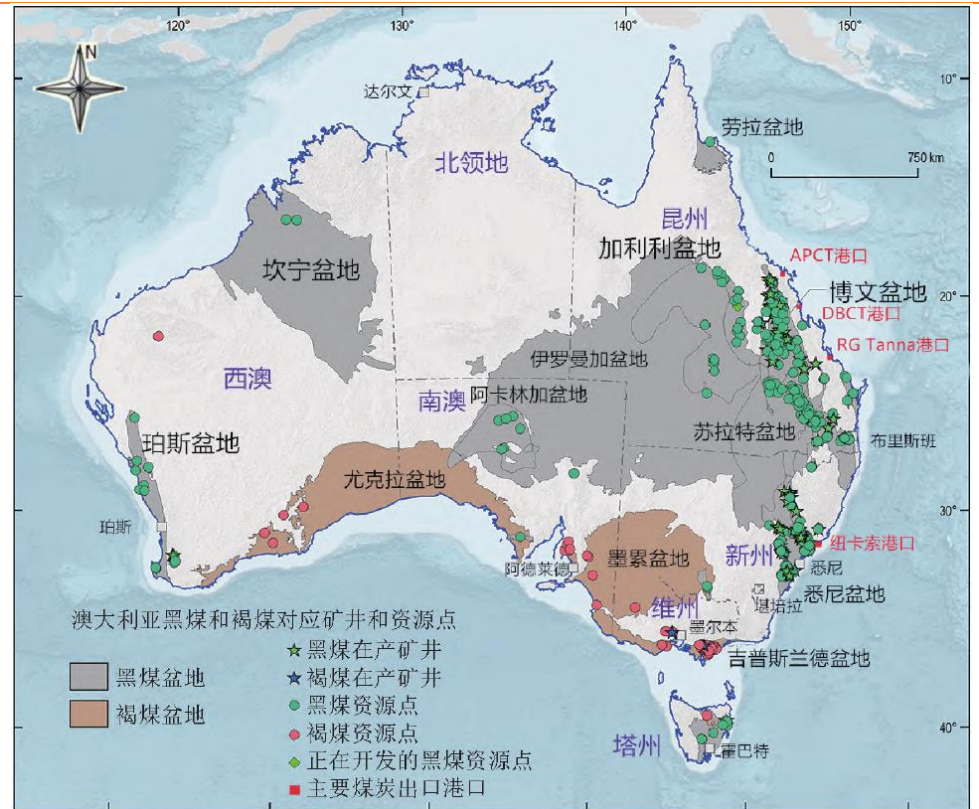 120°
130°
140°
150°
N
10°
达尔文
劳拉盆地
0
750 km
北领地
昆州
加利利盆地
APCT港口
坎宁盆地
20°
博文盆地
DBCT港口
RG Tanna港口
伊罗曼加盆地
西澳
南澳
阿卡林加盆地
苏拉特盆地
布里斯班
珀斯盆地
尤克拉盆地
30°
珀斯
纽卡索港口
新州
墨累盆地
阿德莱德
悉尼
悉尼盆地
堪培拉
维州
墨尔本
吉普斯兰德盆地
澳大利亚黑煤和褐煤对应矿井和资源点
黑煤盆地
褐煤盆地
黑煤在产矿井
褐煤在产矿井
黑煤资源点
褐煤资源点
正在开发的黑煤资源点
主要煤炭出口港口
40°
塔州
霍巴特